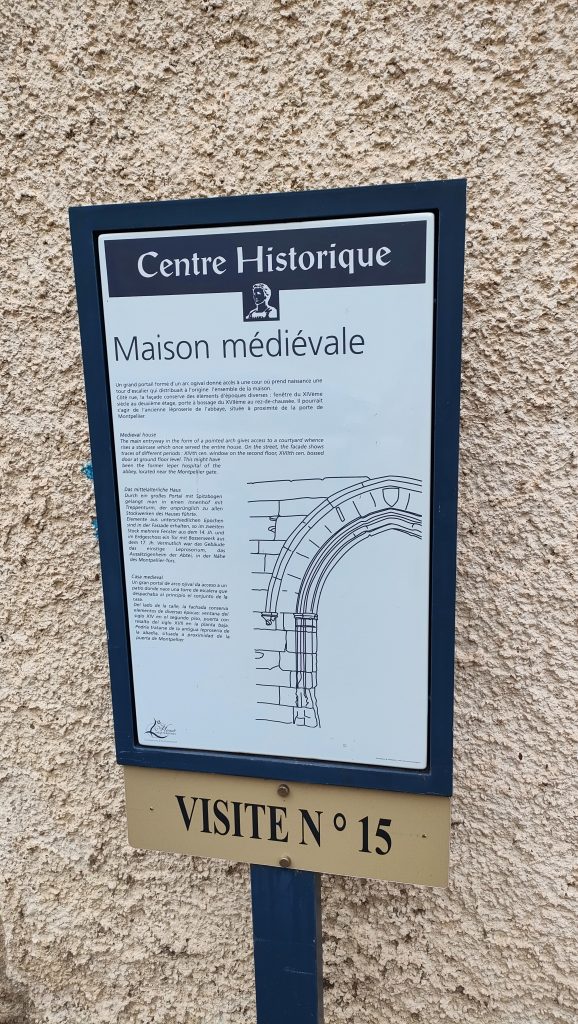 Centre Historique
Maison médiévale
Un grand portail formé d'un arc ogival donne accès à une cour où prend naissance une
tour d'escalier qui distribuait à l'origine l'ensemble de la maison.
Côté rue, la façade conserve des éléments d'époques diverses : fenêtre du XIVème
siècle au deuxième étage, porte à bossage du XVIIème au rez-de-chaussée. Il pourrait
s'agir de l'ancienne léproserie de l'abbaye, située à proximité de la porte de
Montpellier.
Medieval house
The main entryway in the form of a pointed arch gives access to a courtyard whence
rises a staircase which once served the entire house. On the street, the facade shows
traces of different periods : XIVth cen. window on the second floor, XVIIth cen. bossed
door at ground floor level. This might have
been the former leper hospital of the
abbey, located near the Montpellier gate.
Das mittelalterliche Haus
Durch ein großes Portal mit Spitzbogen
gelangt man in einen Innenhof mit
Treppenturm, der ursprünglich zu allen
Stockwerken des Hauses führte.
Elemente aus unterschiedlichen Epochen
sind in der Fassade erhalten, so im zweiten
Stock mehrere Fenster aus dem 14. Jh. und
im Erdgeschoss ein Tor mit Bossenwerk aus
dem 17. Jh. Vermutlich war das Gebäude
das einstige Leprosorium, das
Aussätzigenheim der Abtei, in der Nähe
des Montpellier-Tors.
Casa medieval
Un gran portal de arco ojival da acceso a un
patio donde nace una torre de escalera que
despachaba al principio el conjunto de la
casa.
Del lado de la calle, la fachada conserva
elementos de diversas épocas: ventana del
siglo XIV en el segundo piso, puerta con
resalto del siglo XVII en la planta baja.
Podría tratarse de la antigua leprosería de
la abadía, situada a proximidad de la
puerta de Montpellier
VISITE N° 15